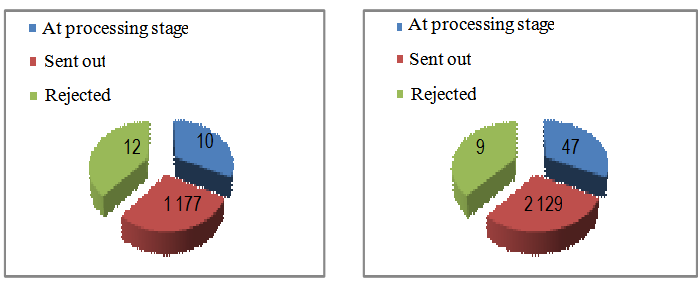 At processing stage
Sent out
Rejected
12
10
1 177
At processing stage
Sent out
Rejected
9
47
2 129